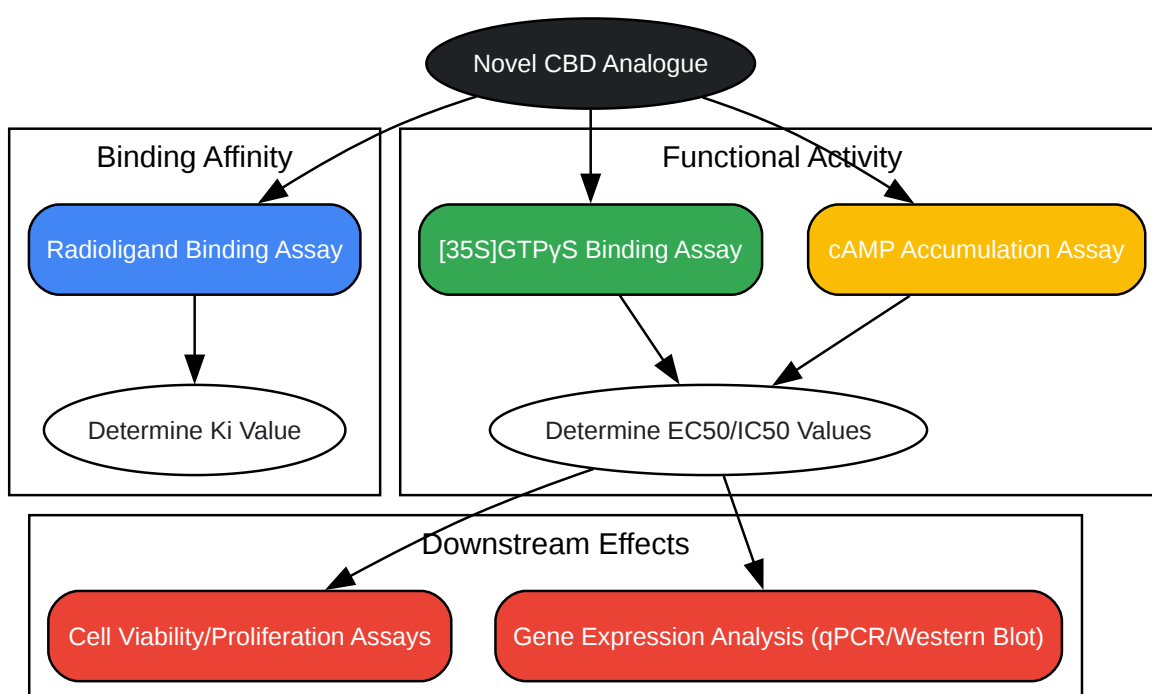 Novel CBD Analogue
Binding Affinity
Functional Activity
Radioligand Binding Assay
[35S]GTPγS Binding Assay
cAMP Accumulation Assay
Determine Ki Value
Determine EC50/IC50 Values
Downstream Effects
Cell Viability/Proliferation Assays
Gene Expression Analysis (qPCR/Western Blot)